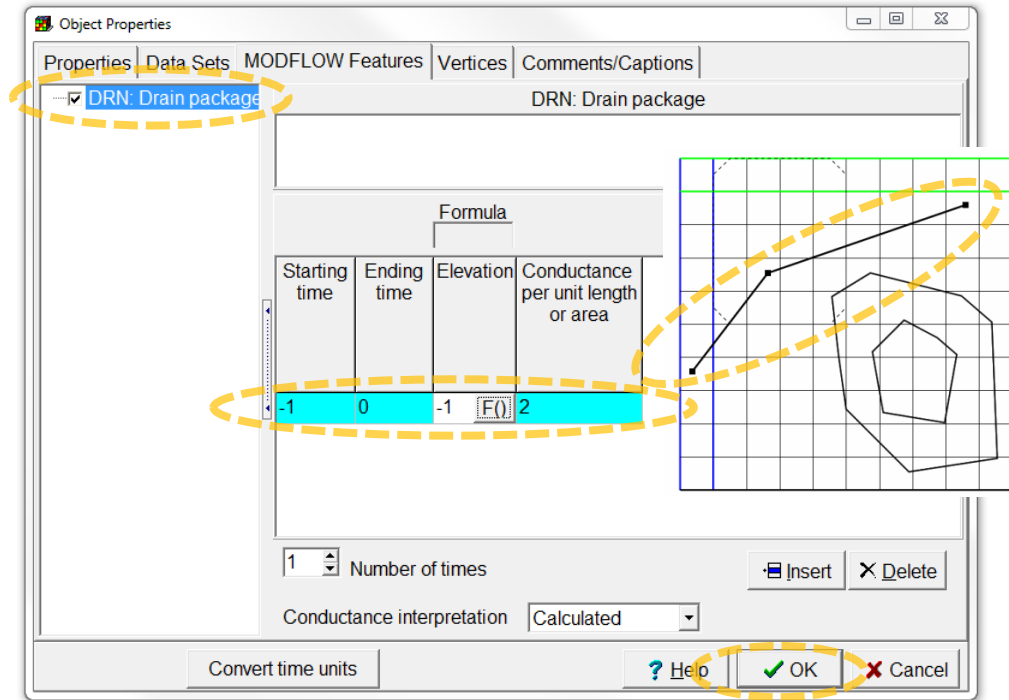 Object Properties
Properties Data Sets MODFLOW Features Vertices Comments/Captions
DRN: Drain package
DRN: Drain package
Formula
Starting time
Ending time
Elevation
Conductance per unit length or area
-1 0 -1 F() 2
1 Number of times
Insert Delete
Conductance interpretation Calculated
Convert time units
? Help OK Cancel